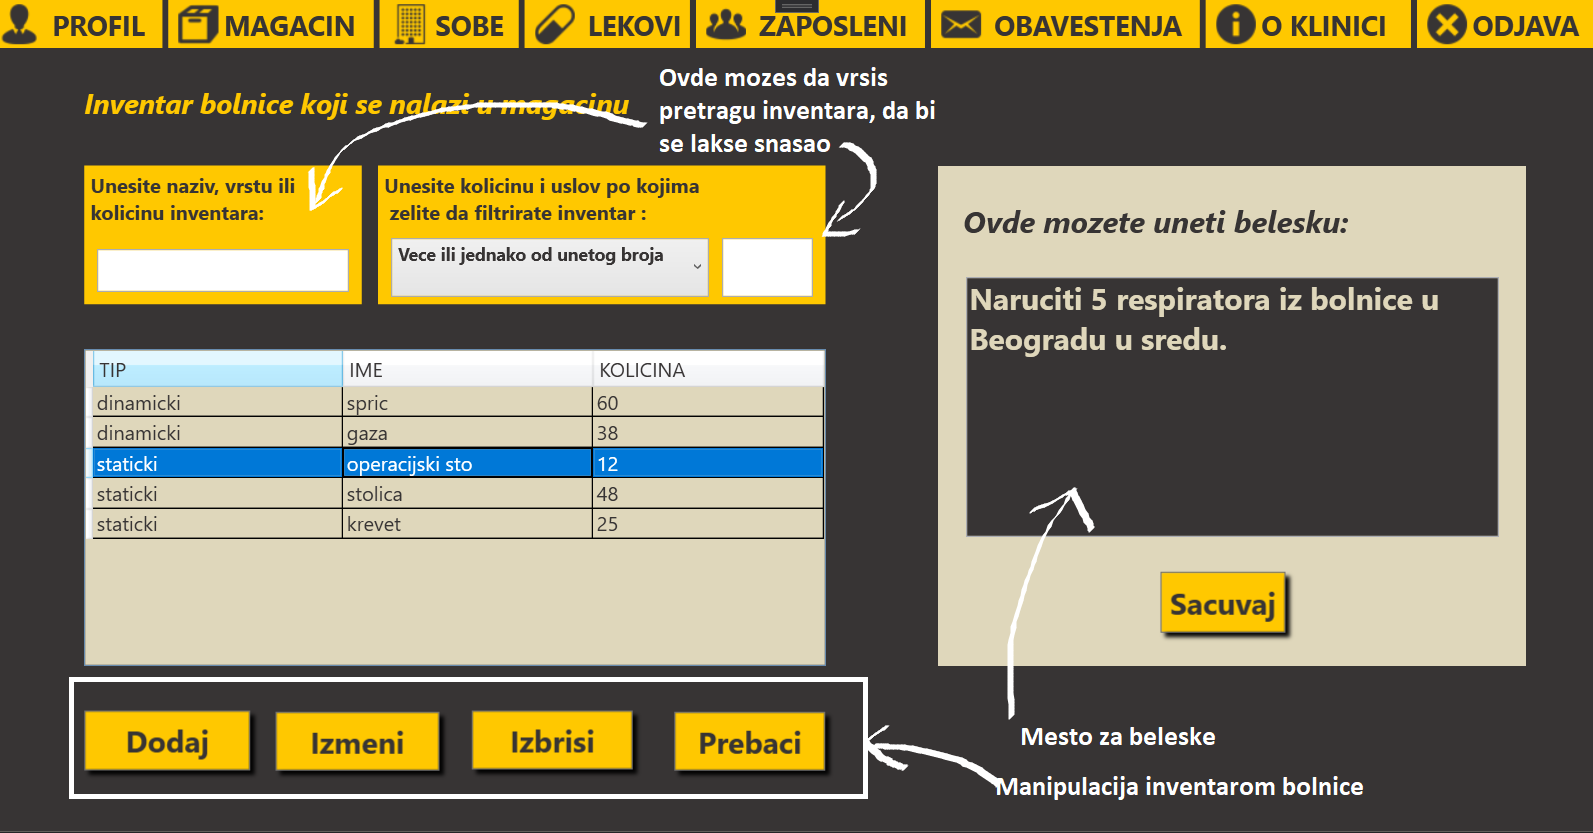 PROFIL MAGACIN SOBE LEKOVI ZAPOSLENI OBAVESTENJA O KLINICI ODJAVA
Inventar bolnice koji se nalazi u magacinu
Ovde mozes da vrsis
pretragu inventara, da bi
se lakse snasao
Unesite naziv, vrstu ili
kolicinu inventara:
Unesite kolicinu i uslov po kojima
zelite da filtrirate inventar :
Vece ili jednako od unetog broja
TIP IME KOLICINA
dinamicki spric 60
dinamicki gaza 38
staticki operacijski sto 12
staticki stolica 48
staticki krevet 25
Dodaj Izmeni Izbrisi Prebaci
Ovde mozete uneti belesku:
Naruciti 5 respiratora iz bolnice u
Beogradu u sredu.
Sacuvaj
Mesto za beleske
Manipulacija inventarom bolnice